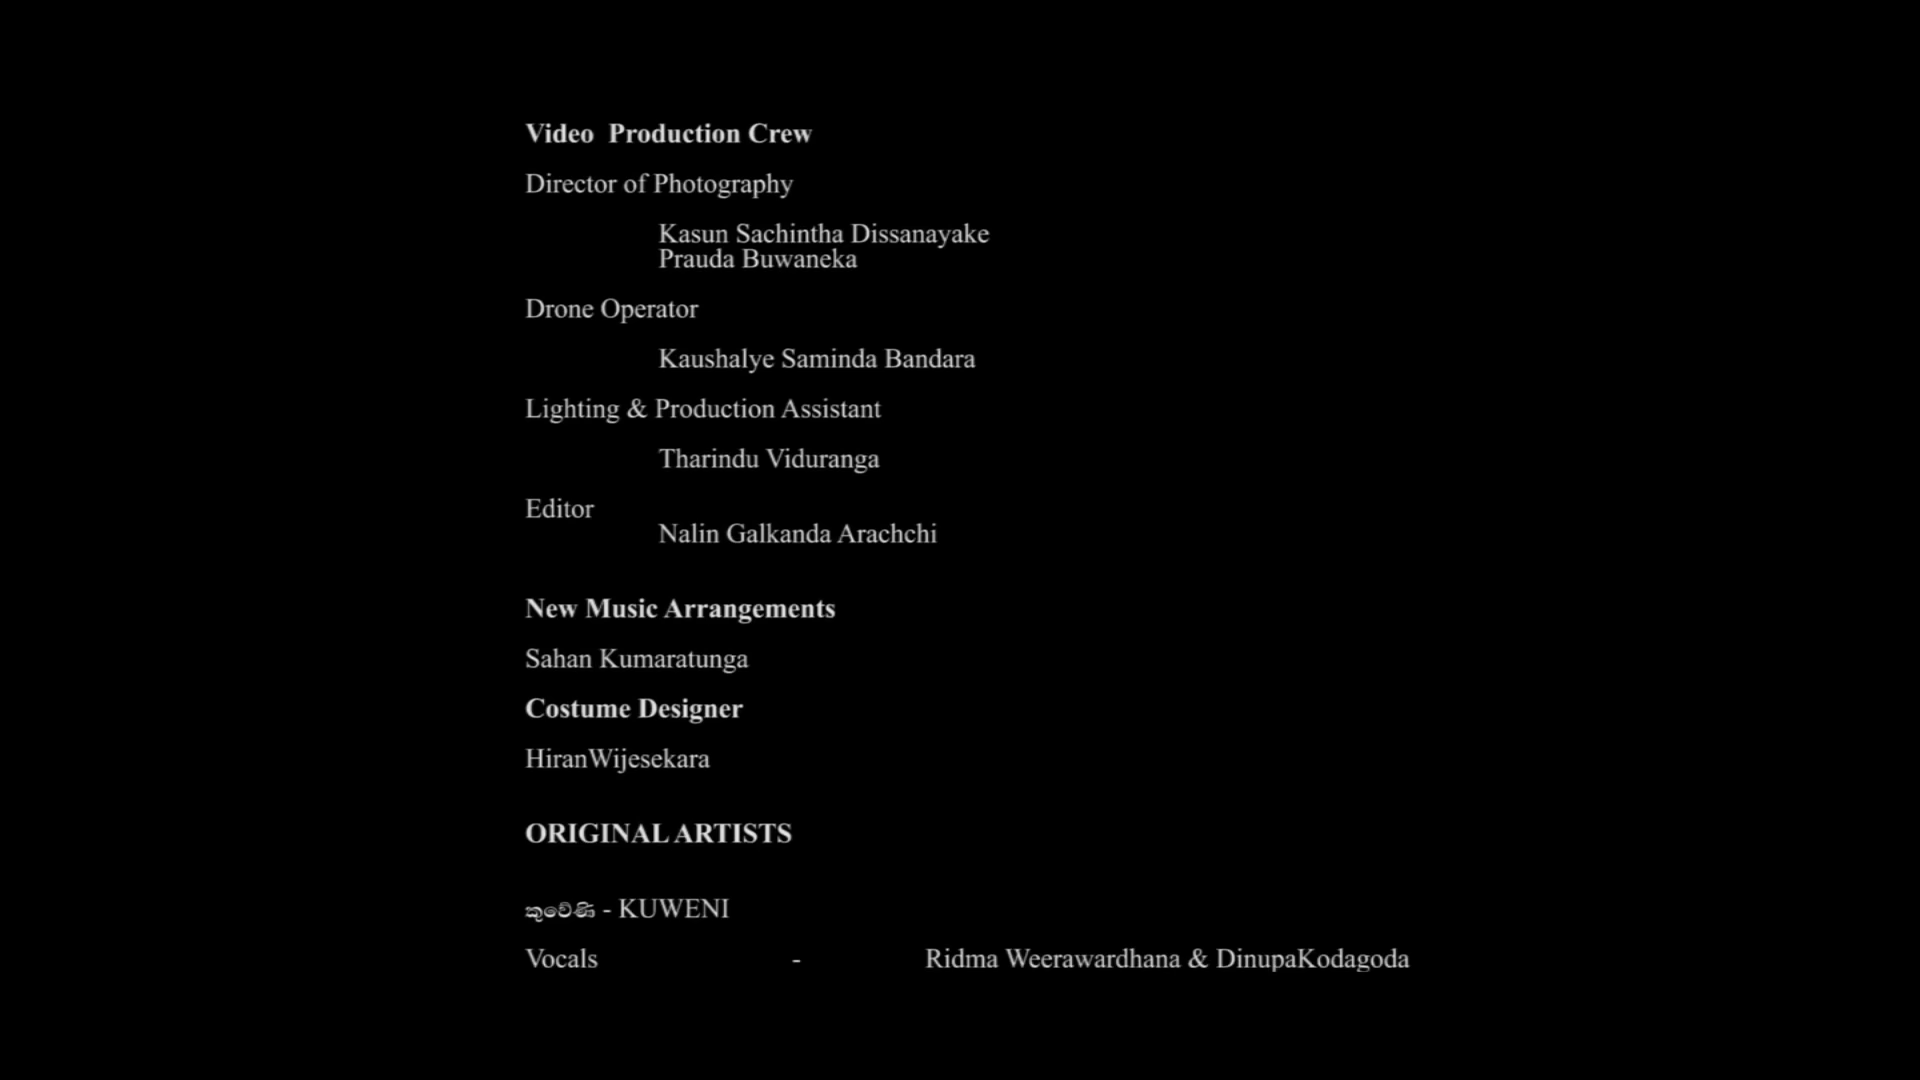 Video  Production Crew
Director of Photography
Kasun Sachintha Dissanayake
Prauda Buwaneka
Drone Operator
Kaushalye Saminda Bandara
Lighting & Production Assistant
Tharindu Viduranga
Editor
Nalin Galkanda Arachchi
New Music Arrangements
Sahan Kumaratunga
Costume Designer
HiranWijesekara
ORIGINAL ARTISTS
කුවේණි - KUWENI
Vocals - Ridma Weerawardhana & DinupaKodagoda